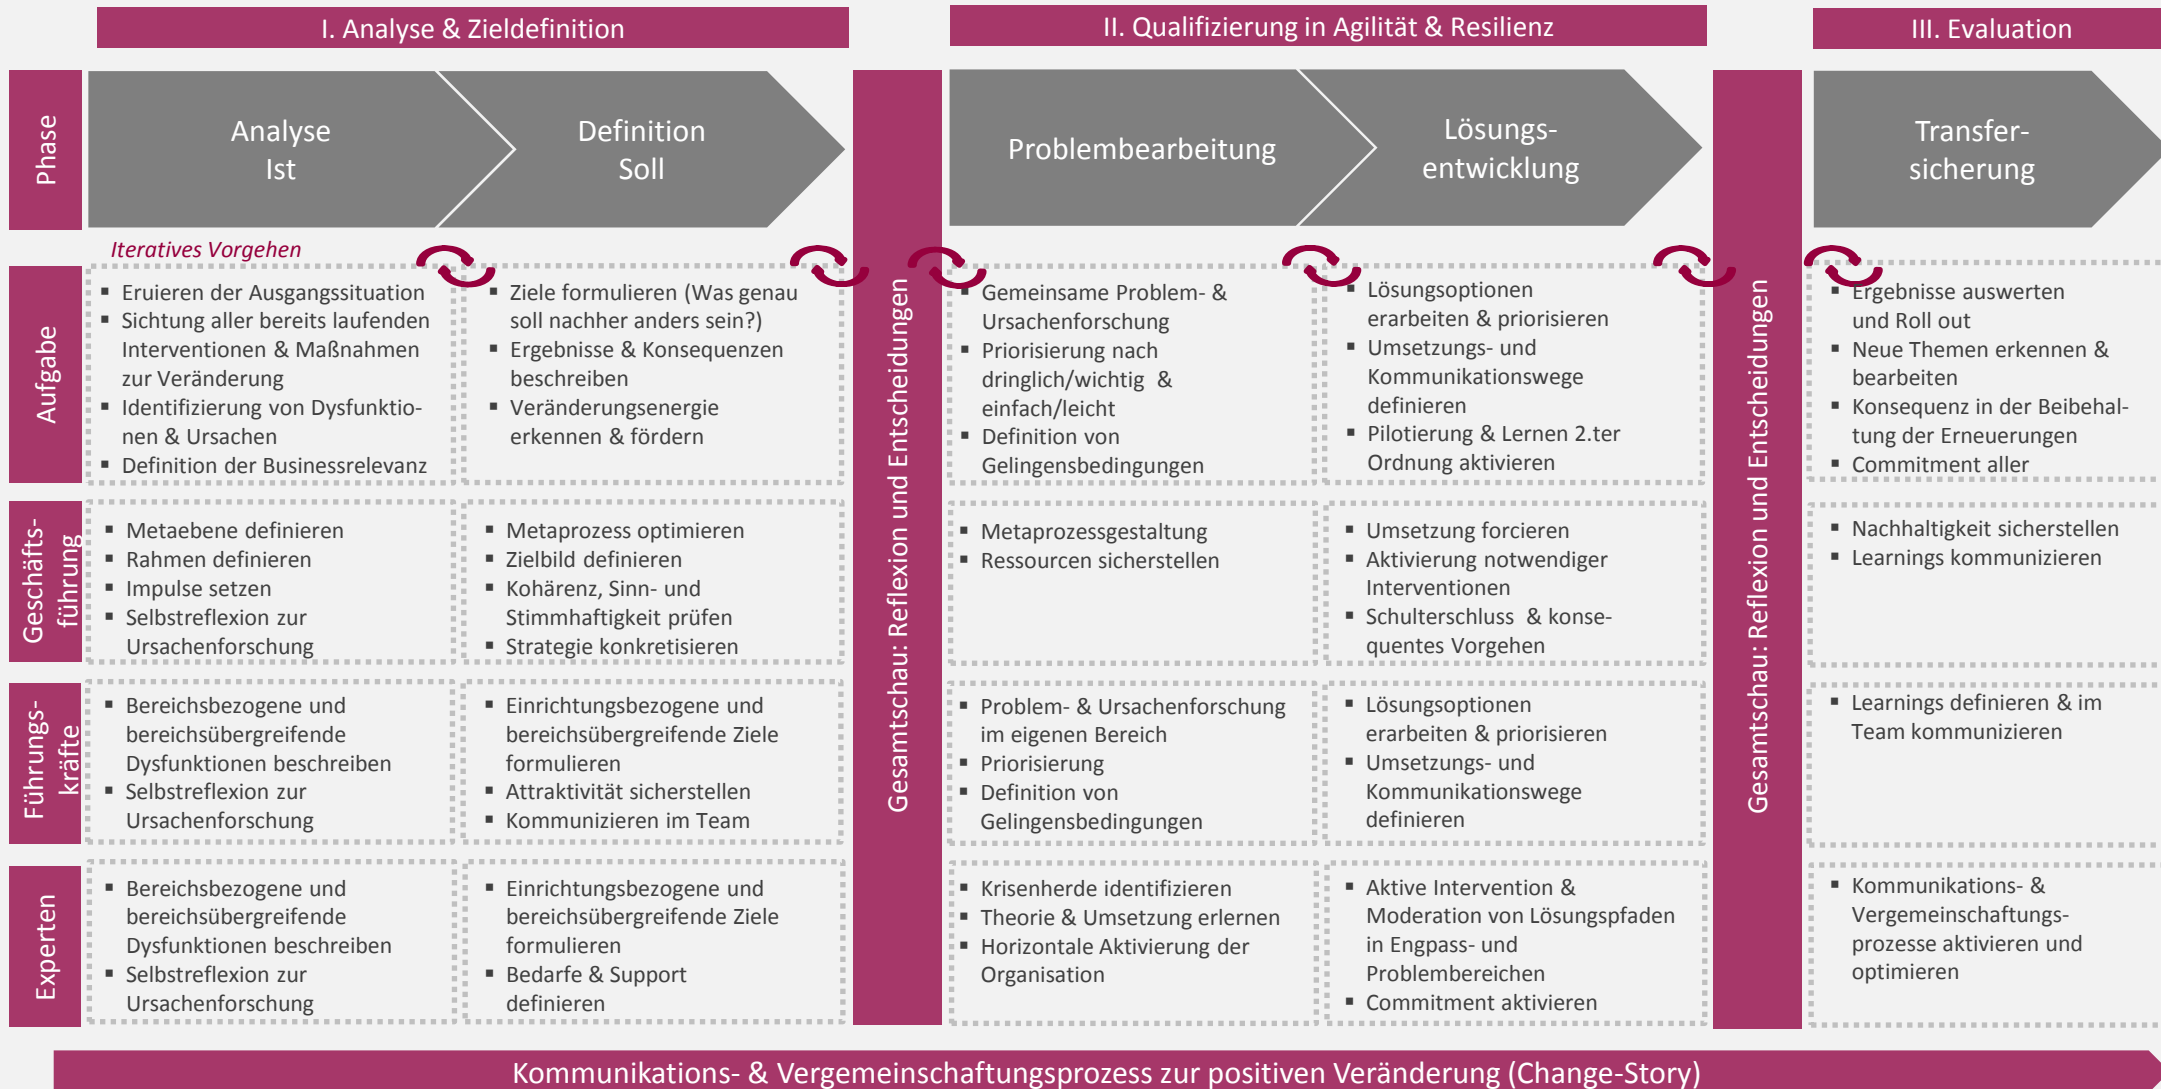 I. Analyse & Zieldefinition
II. Qualifizierung in Agilität & Resilienz
III. Evaluation
Phase
Analyse
Ist
Definition
Soll
Problembearbeitung
Lösungs-
entwicklung
Transfer-
sicherung
Iteratives Vorgehen
Gesamtschau: Reflexion und Entscheidungen
Gesamtschau: Reflexion und Entscheidungen
Aufgabe
▪ Eruieren der Ausgangssituation
▪ Sichtung aller bereits laufenden
Interventionen & Maßnahmen
zur Veränderung
▪ Identifizierung von Dysfunktio-
nen & Ursachen
▪ Definition der Businessrelevanz
▪ Ziele formulieren (Was genau
soll nachher anders sein?)
▪ Ergebnisse & Konsequenzen
beschreiben
▪ Veränderungsenergie
erkennen & fördern
▪ Gemeinsame Problem- &
Ursachenforschung
▪ Priorisierung nach
dringlich/wichtig &
einfach/leicht
▪ Definition von
Gelingensbedingungen
▪ Lösungsoptionen
erarbeiten & priorisieren
▪ Umsetzungs- und
Kommunikationswege
definieren
▪ Pilotierung & Lernen 2.ter
Ordnung aktivieren
▪ Ergebnisse auswerten
und Roll out
▪ Neue Themen erkennen &
bearbeiten
▪ Konsequenz in der Beibehal-
tung der Erneuerungen
▪ Commitment aller
Geschäfts-
führung
▪ Metaebene definieren
▪ Rahmen definieren
▪ Impulse setzen
▪ Selbstreflexion zur
Ursachenforschung
▪ Metaprozess optimieren
▪ Zielbild definieren
▪ Kohärenz, Sinn- und
Stimmhaftigkeit prüfen
▪ Strategie konkretisieren
▪ Metaprozessgestaltung
▪ Ressourcen sicherstellen
▪ Umsetzung forcieren
▪ Aktivierung notwendiger
Interventionen
▪ Schulterschluss & konse-
quentes Vorgehen
▪ Nachhaltigkeit sicherstellen
▪ Learnings kommunizieren
Führungs-
kräfte
▪ Bereichsbezogene und
bereichsübergreifende
Dysfunktionen beschreiben
▪ Selbstreflexion zur
Ursachenforschung
▪ Einrichtungsbezogene und
bereichsübergreifende Ziele
formulieren
▪ Attraktivität sicherstellen
▪ Kommunizieren im Team
▪ Problem- & Ursachenforschung
im eigenen Bereich
▪ Priorisierung
▪ Definition von
Gelingensbedingungen
▪ Lösungsoptionen
erarbeiten & priorisieren
▪ Umsetzungs- und
Kommunikationswege
definieren
▪ Learnings definieren & im
Team kommunizieren
Experten
▪ Bereichsbezogene und
bereichsübergreifende
Dysfunktionen beschreiben
▪ Selbstreflexion zur
Ursachenforschung
▪ Einrichtungsbezogene und
bereichsübergreifende Ziele
formulieren
▪ Bedarfe & Support
definieren
▪ Krisenherde identifizieren
▪ Theorie & Umsetzung erlernen
▪ Horizontale Aktivierung der
Organisation
▪ Aktive Intervention &
Moderation von Lösungspfaden
in Engpass- und
Problembereichen
▪ Commitment aktivieren
▪ Kommunikations- &
Vergemeinschaftungs-
prozesse aktivieren und
optimieren
Kommunikations- & Vergemeinschaftungsprozess zur positiven Veränderung (Change-Story)